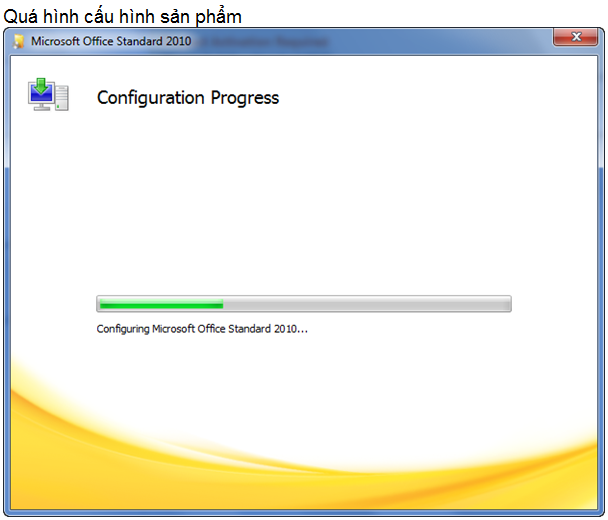 Quá hình cấu hình sản phẩm
Microsoft Office Standard 2010
Configuration Progress
Configuring Microsoft Office Standard 2010...